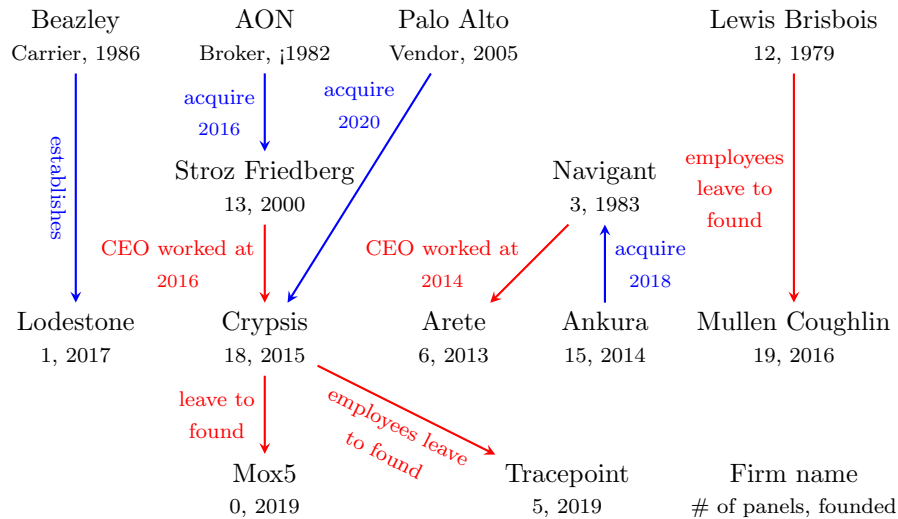 Beazley
Carrier, 1986
AON
Broker, ¡1982
Palo Alto
Vendor, 2005
Lewis Brisbois
12, 1979
establishes
acquire
2016
acquire
2020
employees
leave to
found
Stroz Friedberg
13, 2000
Navigant
3, 1983
CEO worked at
2016
CEO worked at
2014
acquire
2018
Lodestone
1, 2017
Crypsis
18, 2015
Arete
6, 2013
Ankura
15, 2014
Mullen Coughlin
19, 2016
leave to
found
employees leave
to found
Mox5
0, 2019
Tracepoint
5, 2019
Firm name
# of panels, founded